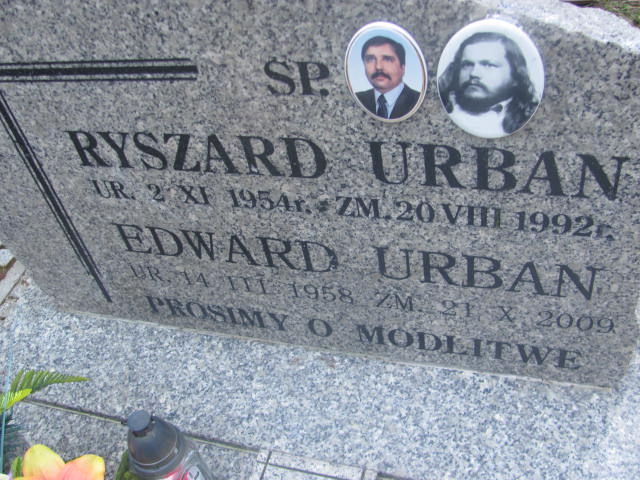 ŚP.
RYSZARD URBAN
UR. 2 XI 1954r. ZM. 20 VIII 1992r.
EDWARD URBAN
UR. 14 III 1958 ZM. 21. X. 2009
PROSIMY O MODLITWE